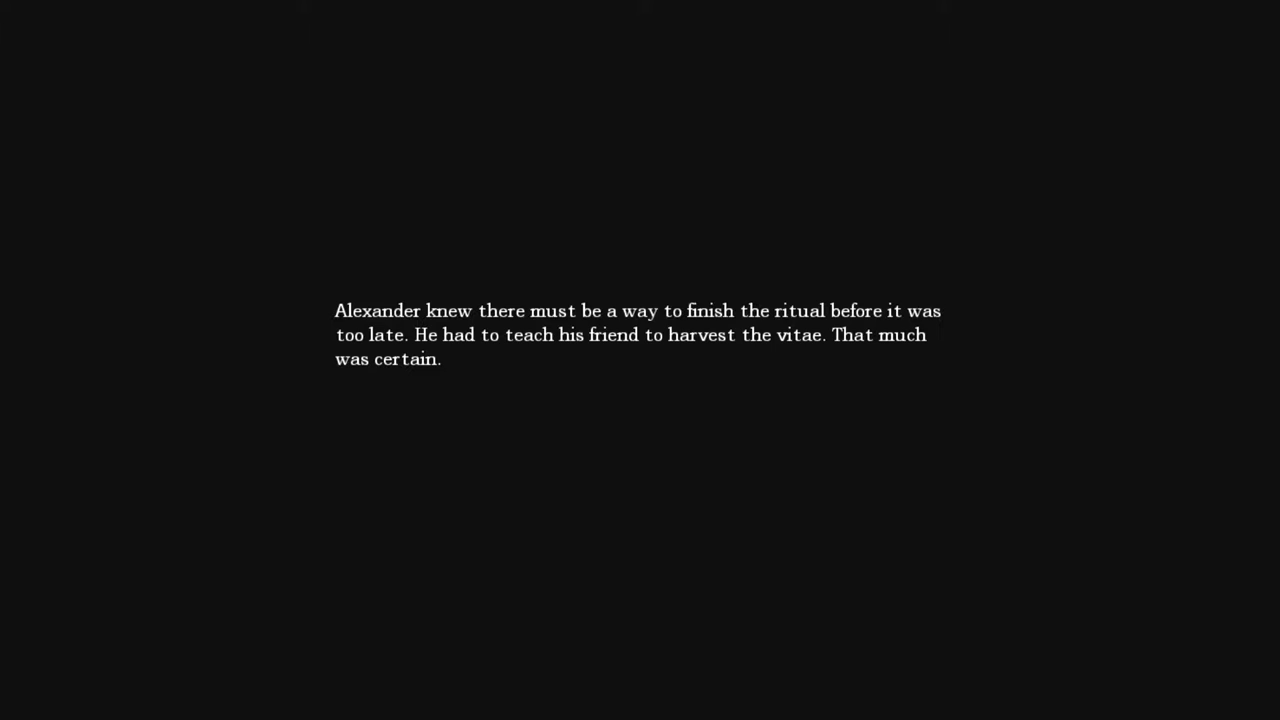 Alexander knew there must be a way to finish the ritual before it was
too late. He had to teach his friend to harvest the vitae. That much
was certain.